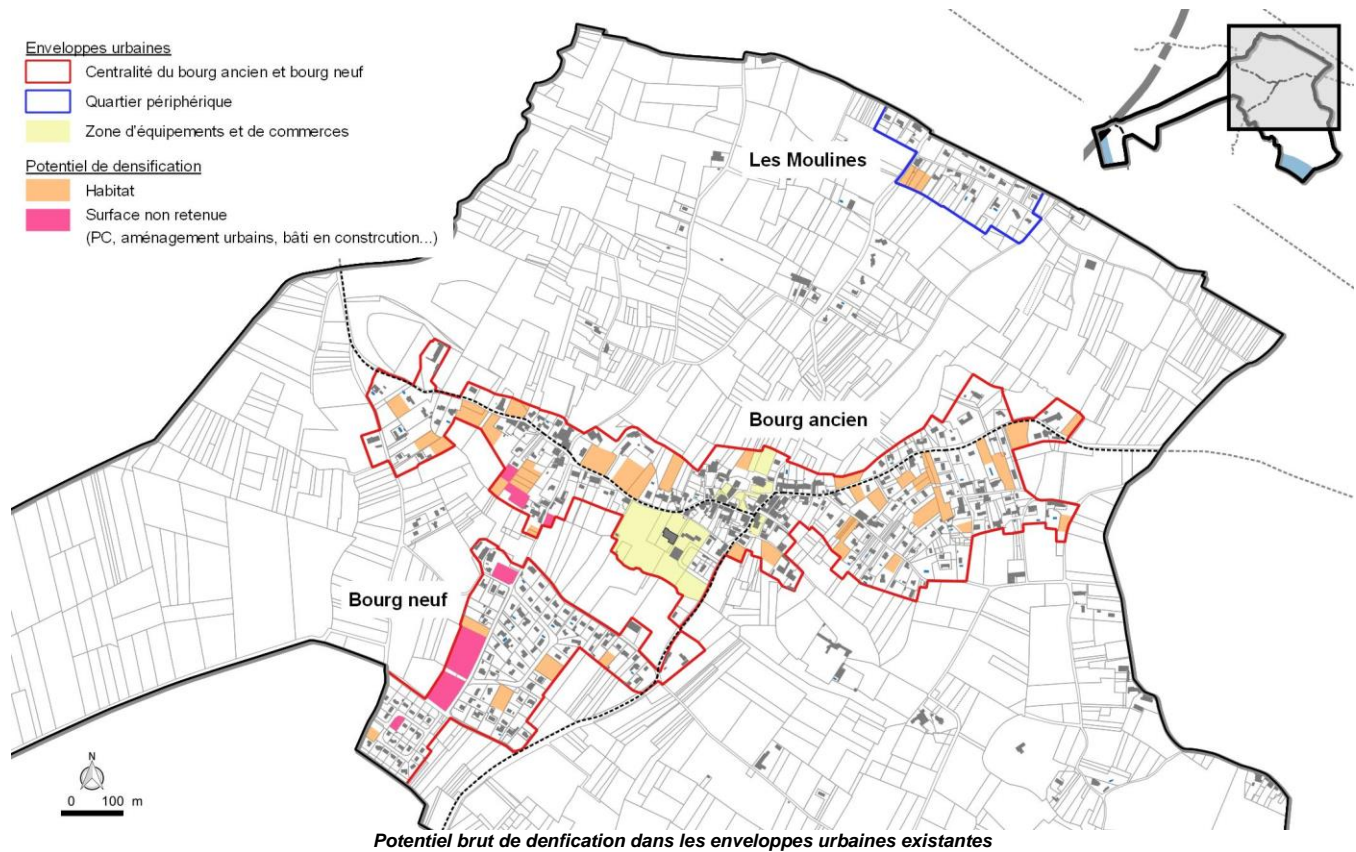 Enveloppes urbaines
Centralité du bourg ancien et bourg neuf
Quartier périphérique
Zone d'équipements et de commerces
Potentiel de densification
Habitat
Surface non retenue
(PC, aménagement urbains, bâti en constrcution...)
Les Moulines
Bourg ancien
Bourg neuf
N
0 100 m
Potentiel brut de denfication dans les enveloppes urbaines existantes